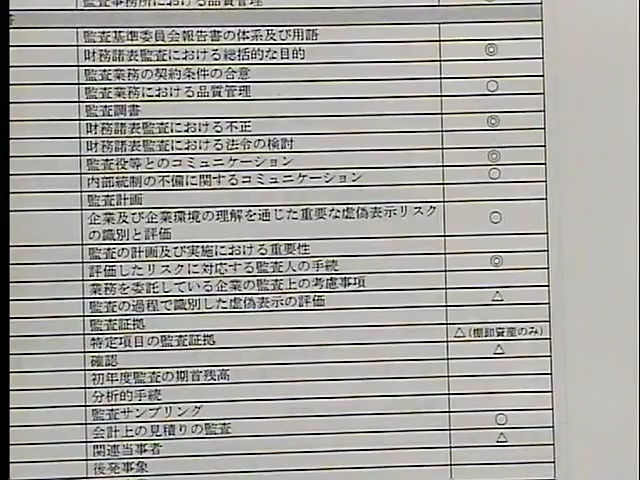 監査事務所における品質管理
監査基準委員会報告書の体系及び用語
財務諸表監査における総括的な目的 ◎
監査業務の契約条件の合意
監査業務における品質管理 ○
監査調書
財務諸表監査における不正 ◎
財務諸表監査における法令の検討
監査役等とのコミュニケーション ◎
内部統制の不備に関するコミュニケーション ○
監査計画
企業及び企業環境の理解を通じた重要な虚偽表示リスク ○
の識別と評価
監査の計画及び実施における重要性
評価したリスクに対応する監査人の手続 ◎
業務を委託している企業の監査上の考慮事項
監査の過程で識別した虚偽表示の評価 △
監査証拠
特定項目の監査証拠 △(棚卸資産のみ)
確認 △
初年度監査の期首残高
分析的手続
監査サンプリング
会計上の見積りの監査 ○
関連当事者 △
後発事象